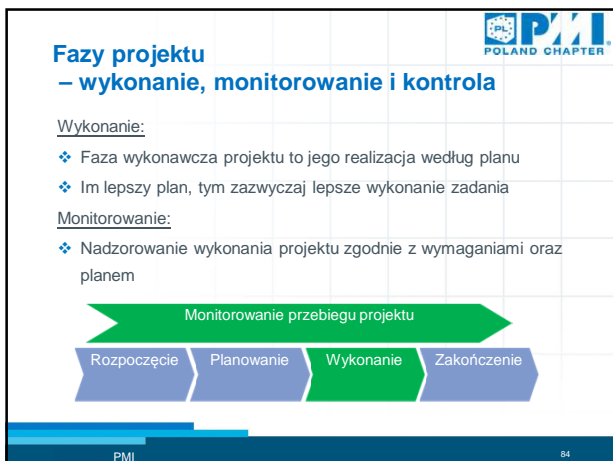 PMI
POLAND CHAPTER
Fazy projektu
– wykonanie, monitorowanie i kontrola
Wykonanie:
❖ Faza wykonawcza projektu to jego realizacja według planu
❖ Im lepszy plan, tym zazwyczaj lepsze wykonanie zadania
Monitorowanie:
❖ Nadzorowanie wykonania projektu zgodnie z wymaganiami oraz
planem
Monitorowanie przebiegu projektu
Rozpoczęcie Planowanie Wykonanie Zakończenie
PMI 84